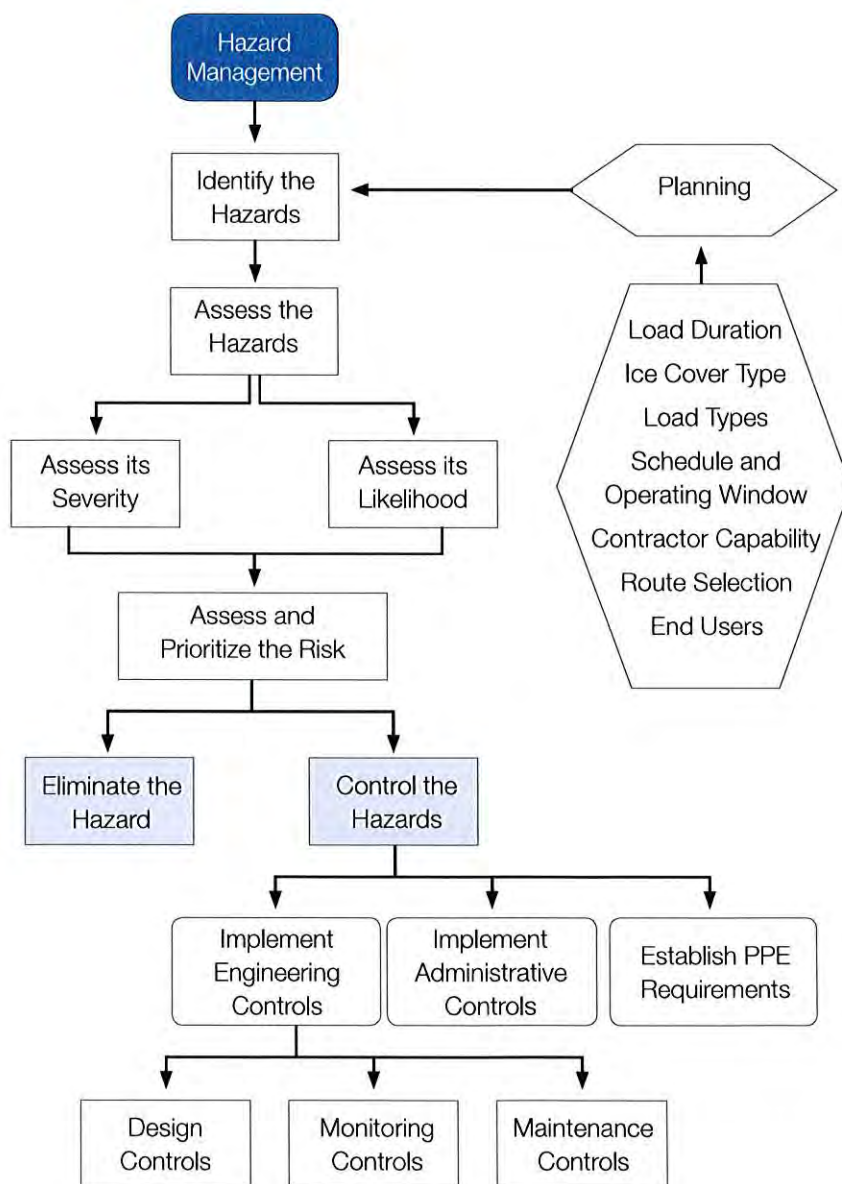 Hazard
Management
Identify the
Hazards
Planning
Assess the
Hazards
Load Duration
Ice Cover Type
Load Types
Schedule and
Operating Window
Contractor Capability
Route Selection
End Users
Assess its
Severity
Assess its
Likelihood
Assess and
Prioritize the Risk
Eliminate the
Hazard
Control the
Hazards
Implement
Engineering
Controls
Implement
Administrative
Controls
Establish PPE
Requirements
Design
Controls
Monitoring
Controls
Maintenance
Controls